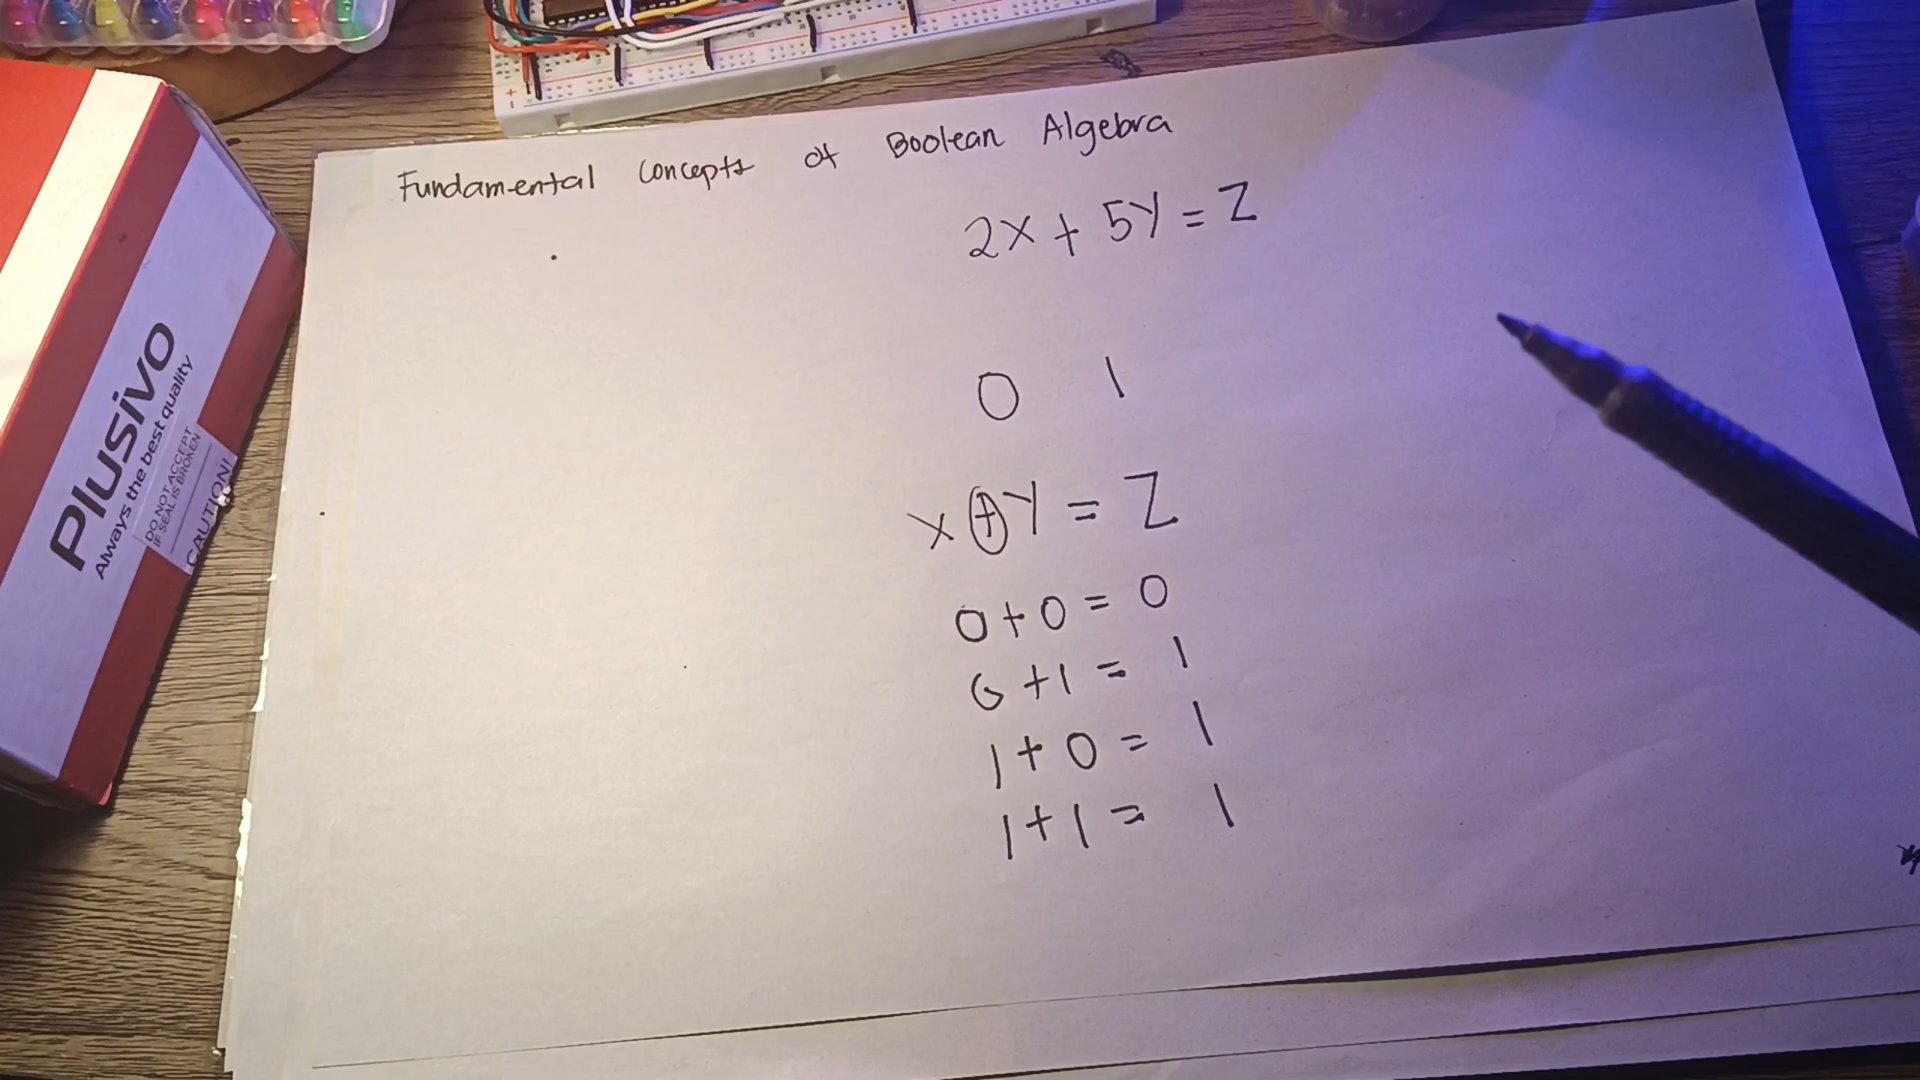 Fundamental Concepts of Boolean Algebra
2X + 5Y = Z
0 1
X ⊕ Y = Z
0 + 0 = 0
0 + 1 = 1
1 + 0 = 1
1 + 1 = 1
Plusivo
Always the best quality
DO NOT ACCEPT
IF SEAL IS BROKEN
CAUTION!